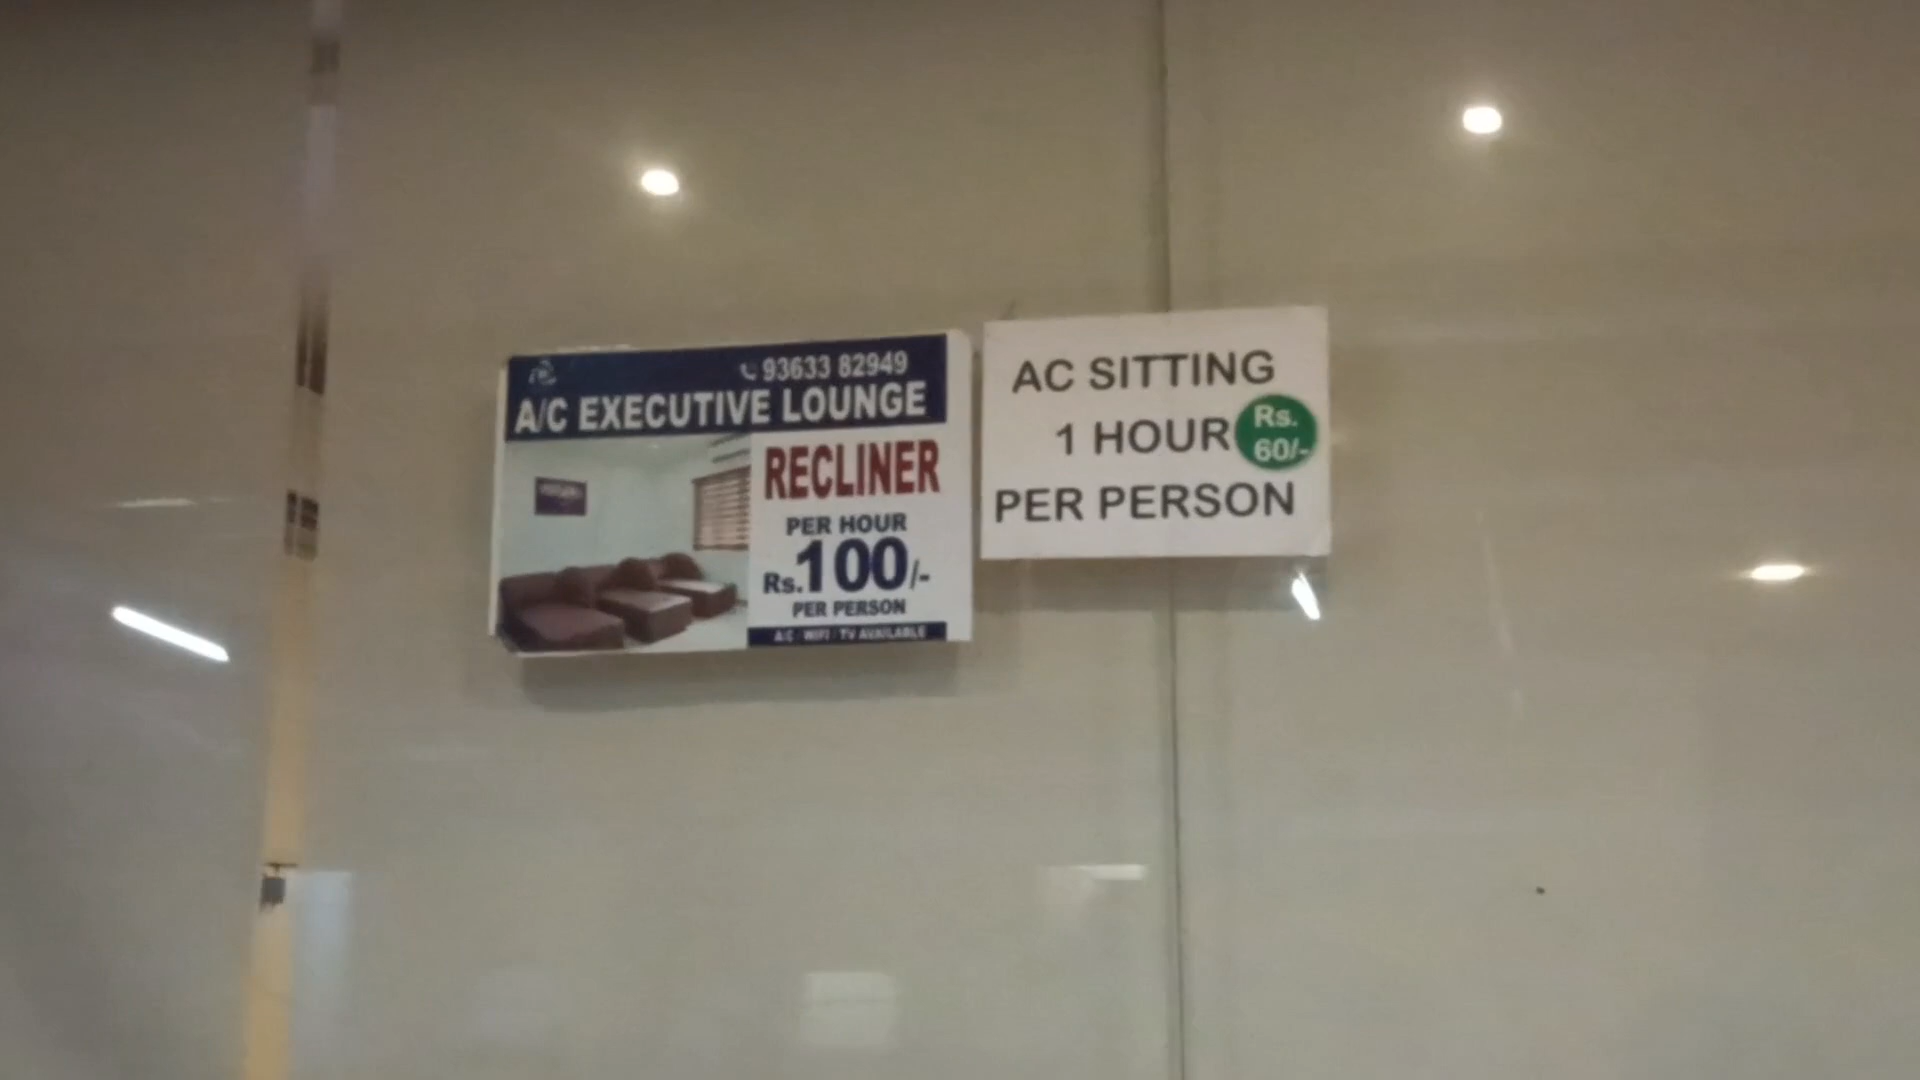 93633 82949
A/C EXECUTIVE LOUNGE
RECLINER
PER HOUR
Rs.100/-
PER PERSON
A/C / WIFI / TV AVAILABLE
AC SITTING
1 HOUR Rs. 60/-
PER PERSON